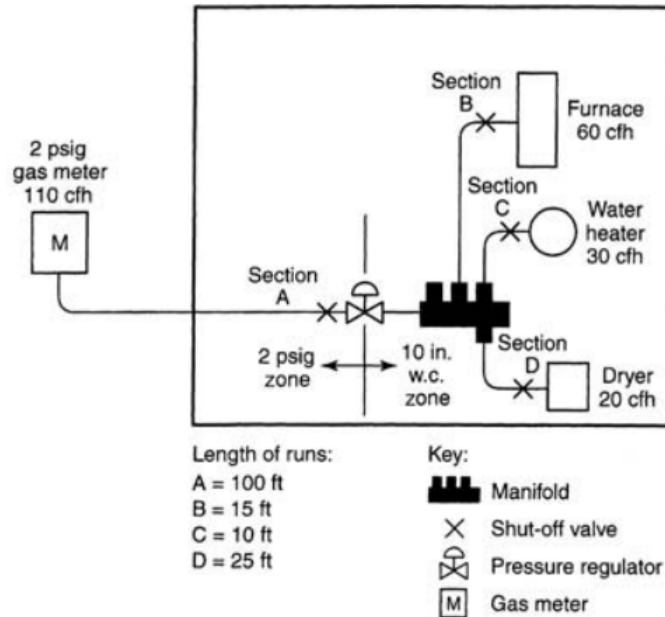 Section
B
Furnace
60 cfh
2 psig
gas meter
110 cfh
M
Section
C
Water
heater
30 cfh
Section
A
2 psig
zone
10 in.
w.c.
zone
Section
D
Dryer
20 cfh
Length of runs:
A = 100 ft
B = 15 ft
C = 10 ft
D = 25 ft
Key:
Manifold
Shut-off valve
Pressure regulator
M
Gas meter